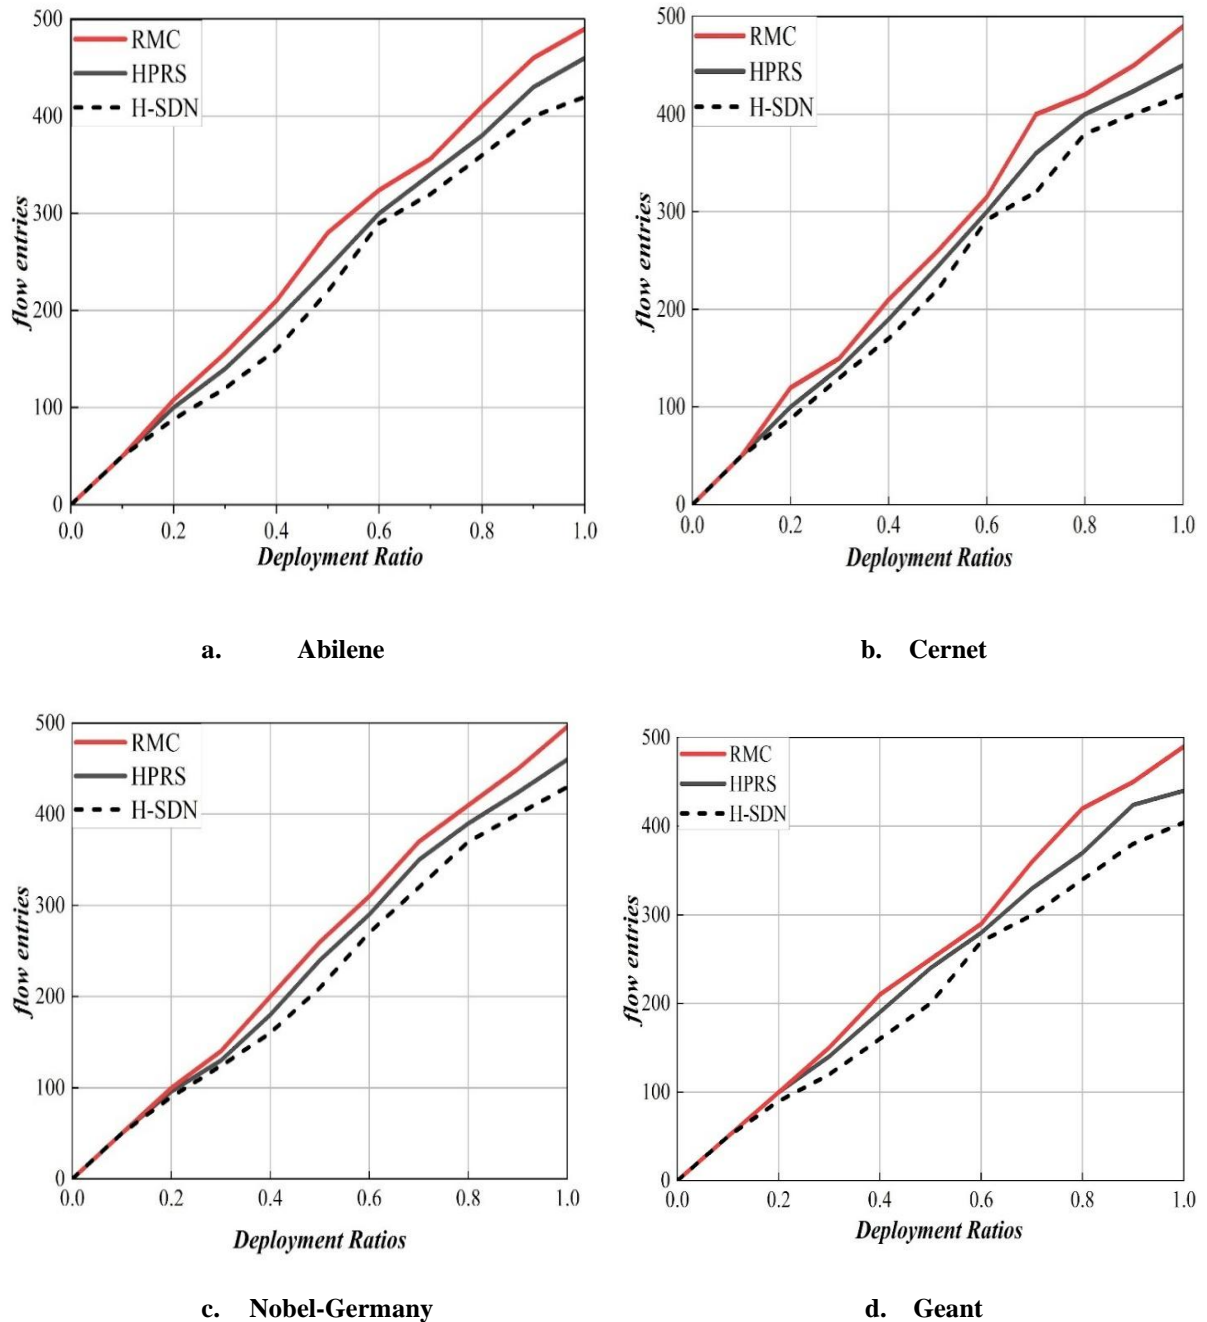 500
400
300
200
100
0
flow entries
RMC
HPRS
H-SDN
0.0 0.2 0.4 0.6 0.8 1.0
Deployment Ratio
a. Abilene
500
400
300
200
100
0
flow entries
RMC
HPRS
H-SDN
0.0 0.2 0.4 0.6 0.8 1.0
Deployment Ratios
b. Cernet
500
400
300
200
100
0
flow entries
RMC
HPRS
H-SDN
0.0 0.2 0.4 0.6 0.8 1.0
Deployment Ratios
c. Nobel-Germany
500
400
300
200
100
0
flow entries
RMC
HPRS
H-SDN
0.0 0.2 0.4 0.6 0.8 1.0
Deployment Ratios
d. Geant